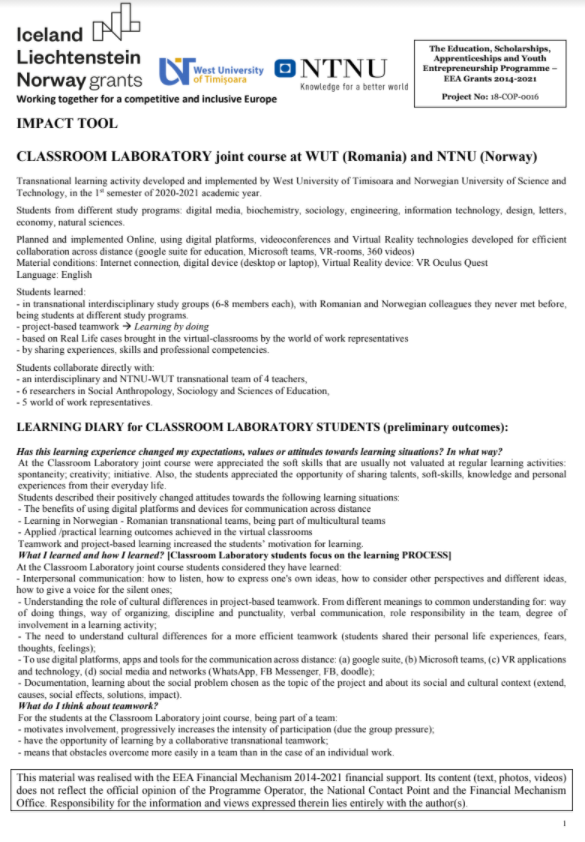 Iceland
Liechtenstein
Norway grants
West University
of Timișoara
NTNU
Knowledge for a better world
The Education, Scholarships,
Apprenticeships and Youth
Entrepreneurship Programme –
EEA Grants 2014-2021
Project No: 18-COP-0016
Working together for a competitive and inclusive Europe
IMPACT TOOL
CLASSROOM LABORATORY joint course at WUT (Romania) and NTNU (Norway)
Transnational learning activity developed and implemented by West University of Timisoara and Norwegian University of Science and
Technology, in the 1st semester of 2020-2021 academic year.
Students from different study programs: digital media, biochemistry, sociology, engineering, information technology, design, letters,
economy, natural sciences.
Planned and implemented Online, using digital platforms, videoconferences and Virtual Reality technologies developed for efficient
collaboration across distance (google suite for education, Microsoft teams, VR-rooms, 360 videos)
Material conditions: Internet connection, digital device (desktop or laptop), Virtual Reality device: VR Oculus Quest
Language: English
Students learned:
- in transnational interdisciplinary study groups (6-8 members each), with Romanian and Norwegian colleagues they never met before,
being students at different study programs.
- project-based teamwork → Learning by doing
- based on Real Life cases brought in the virtual-classrooms by the world of work representatives
- by sharing experiences, skills and professional competencies.
Students collaborate directly with:
- an interdisciplinary and NTNU-WUT transnational team of 4 teachers,
- 6 researchers in Social Anthropology, Sociology and Sciences of Education,
- 5 world of work representatives.
LEARNING DIARY for CLASSROOM LABORATORY STUDENTS (preliminary outcomes):
Has this learning experience changed my expectations, values or attitudes towards learning situations? In what way?
At the Classroom Laboratory joint course were appreciated the soft skills that are usually not valuated at regular learning activities:
spontaneity; creativity; initiative. Also, the students appreciated the opportunity of sharing talents, soft-skills, knowledge and personal
experiences from their everyday life.
Students described their positively changed attitudes towards the following learning situations:
- The benefits of using digital platforms and devices for communication across distance
- Learning in Norwegian - Romanian transnational teams, being part of multicultural teams
- Applied /practical learning outcomes achieved in the virtual classrooms
Teamwork and project-based learning increased the students' motivation for learning.
What I learned and how I learned? [Classroom Laboratory students focus on the learning PROCESS]
At the Classroom Laboratory joint course students considered they have learned:
- Interpersonal communication: how to listen, how to express one's own ideas, how to consider other perspectives and different ideas,
how to give a voice for the silent ones;
- Understanding the role of cultural differences in project-based teamwork. From different meanings to common understanding for: way
of doing things, way of organizing, discipline and punctuality, verbal communication, role responsibility in the team, degree of
involvement in a learning activity;
- The need to understand cultural differences for a more efficient teamwork (students shared their personal life experiences, fears,
thoughts, feelings);
- To use digital platforms, apps and tools for the communication across distance: (a) google suite, (b) Microsoft teams, (c) VR applications
and technology, (d) social media and networks (WhatsApp, FB Messenger, FB, doodle);
- Documentation, learning about the social problem chosen as the topic of the project and about its social and cultural context (extend,
causes, social effects, solutions, impact).
What do I think about teamwork?
For the students at the Classroom Laboratory joint course, being part of a team:
- motivates involvement, progressively increases the intensity of participation (due the group pressure);
- have the opportunity of learning by a collaborative transnational teamwork;
- means that obstacles overcome more easily in a team than in the case of an individual work.
This material was realised with the EEA Financial Mechanism 2014-2021 financial support. Its content (text, photos, videos)
does not reflect the official opinion of the Programme Operator, the National Contact Point and the Financial Mechanism
Office. Responsibility for the information and views expressed therein lies entirely with the author(s).
1